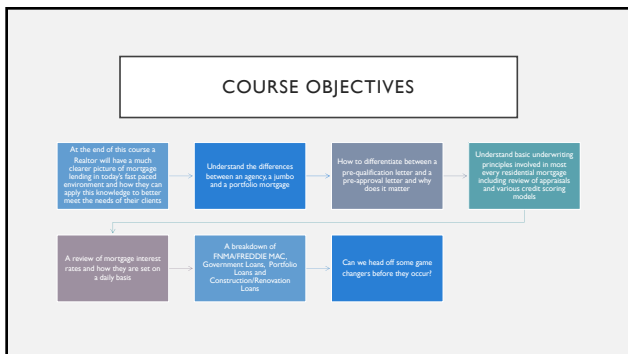 COURSE OBJECTIVES
At the end of this course a
Realtor will have a much
clearer picture of mortgage
lending in today's fast paced
environment and how they can
apply this knowledge to better
meet the needs of their clients
Understand the differences
between an agency, a jumbo
and a portfolio mortgage
How to differentiate between a
pre-qualification letter and a
pre-approval letter and why
does it matter
Understand basic underwriting
principles involved in most
every residential mortgage
including review of appraisals
and various credit scoring
models
A review of mortgage interest
rates and how they are set on
a daily basis
A breakdown of
FNMA/FREDDIE MAC,
Government Loans, Portfolio
Loans and
Construction/Renovation
Loans
Can we head off some game
changers before they occur?